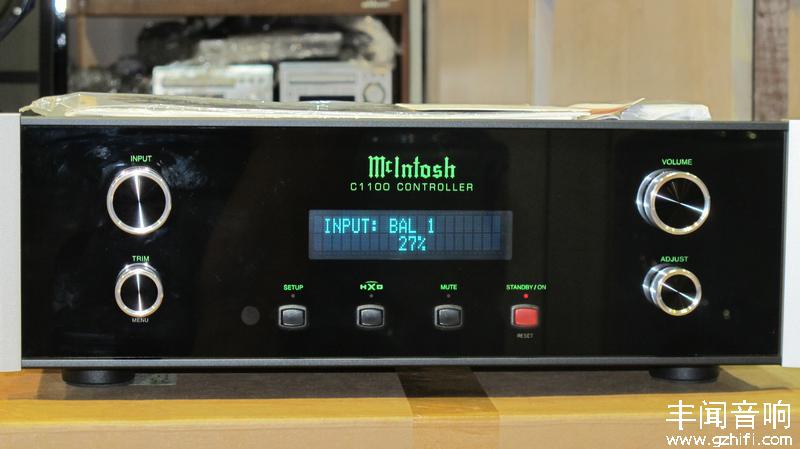 INPUT
VOLUME
McIntosh
C1100 CONTROLLER
INPUT: BAL 1
27%
TRIM
MENU
ADJUST
SETUP
HXD
MUTE
STANDBY/ON
RESET
丰闻音响
www.gzhifi.com